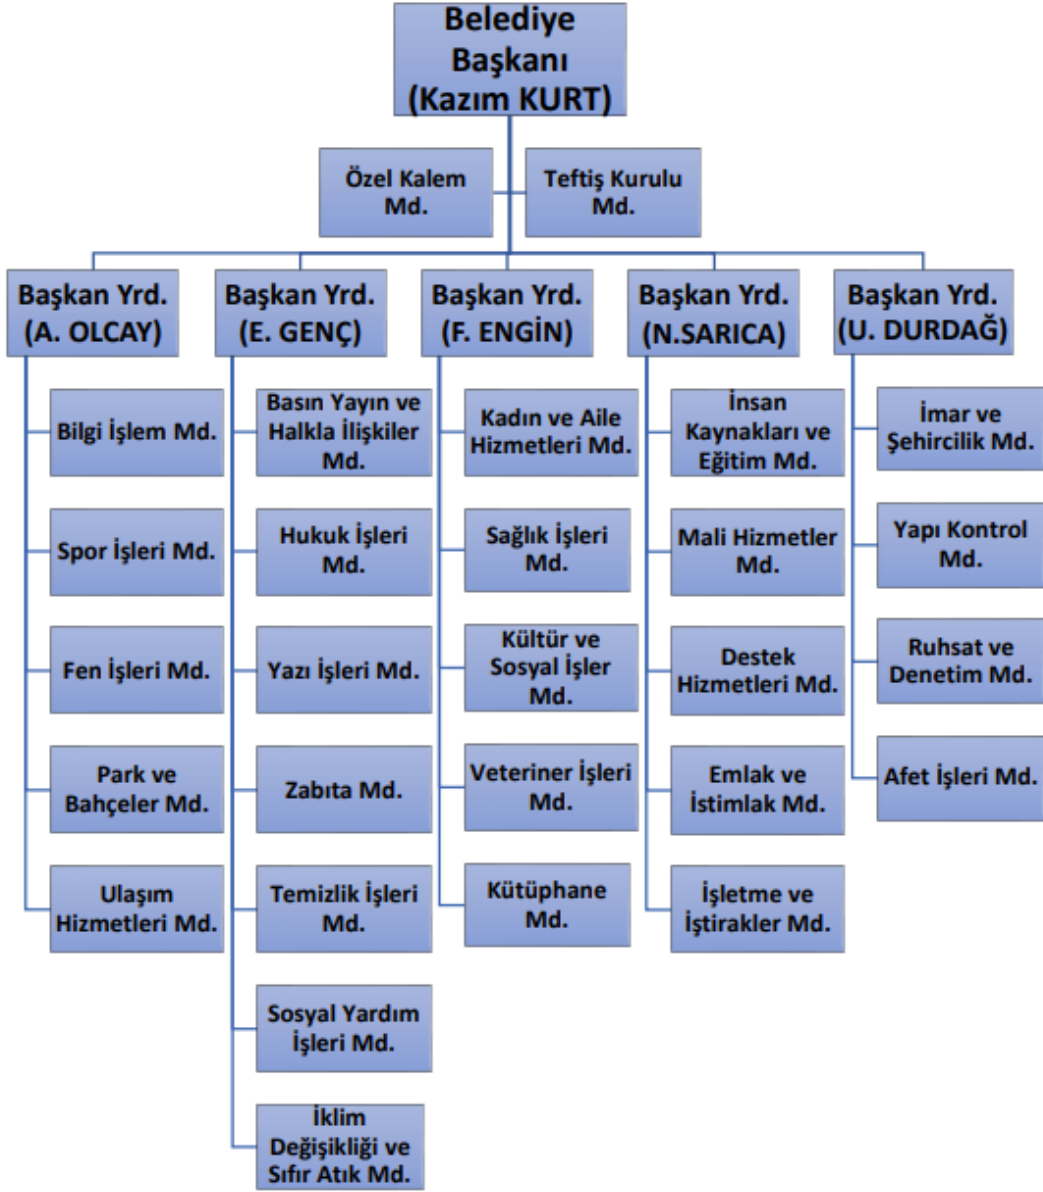 Belediye
Başkanı
(Kazım KURT)
Özel Kalem
Md.
Teftiş Kurulu
Md.
Başkan Yrd.
(A. OLCAY)
Bilgi İşlem Md.
Spor İşleri Md.
Fen İşleri Md.
Park ve
Bahçeler Md.
Ulaşım
Hizmetleri Md.
Başkan Yrd.
(E. GENÇ)
Basın Yayın ve
Halkla İlişkiler
Md.
Hukuk İşleri
Md.
Yazı İşleri Md.
Zabıta Md.
Temizlik İşleri
Md.
Sosyal Yardım
İşleri Md.
İklim
Değişikliği ve
Sıfır Atık Md.
Başkan Yrd.
(F. ENGİN)
Kadın ve Aile
Hizmetleri Md.
Sağlık İşleri
Md.
Kültür ve
Sosyal İşler
Md.
Veteriner İşleri
Md.
Kütüphane
Md.
Başkan Yrd.
(N.SARICA)
İnsan
Kaynakları ve
Eğitim Md.
Mali Hizmetler
Md.
Destek
Hizmetleri Md.
Emlak ve
İstimlak Md.
İşletme ve
İştirakler Md.
Başkan Yrd.
(U. DURDAĞ)
İmar ve
Şehircilik Md.
Yapı Kontrol
Md.
Ruhsat ve
Denetim Md.
Afet İşleri Md.